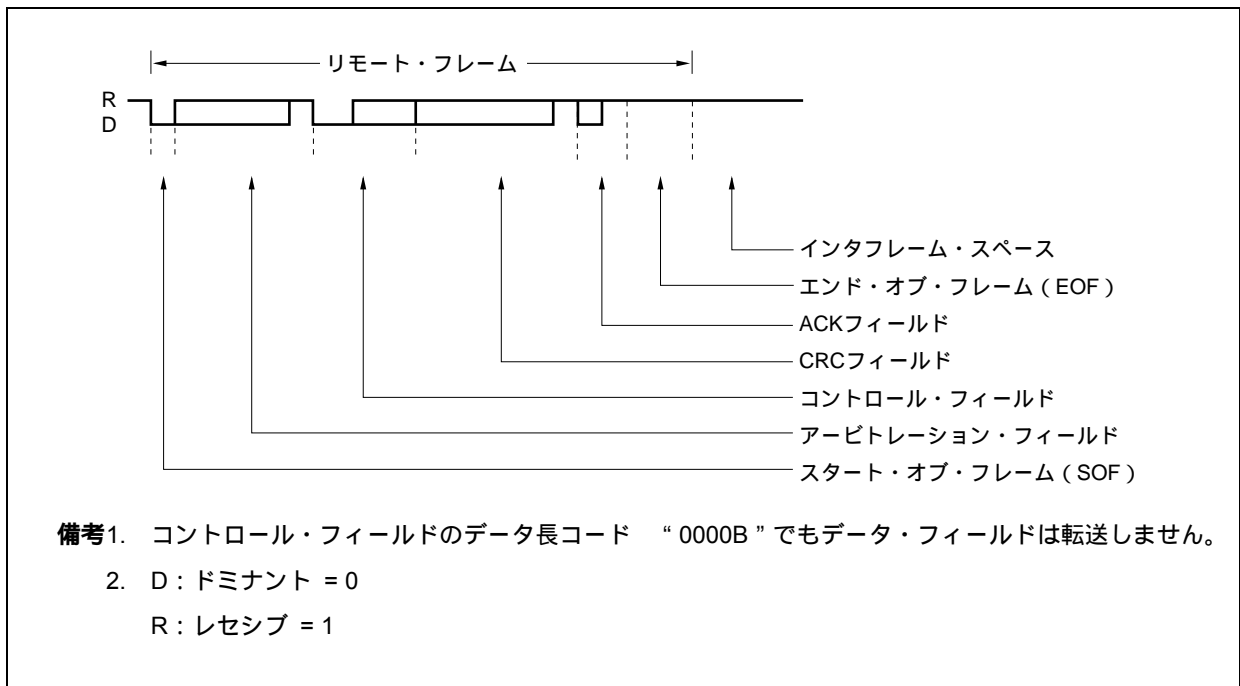 リモート・フレーム
R
D
インタフレーム・スペース
エンド・オブ・フレーム（EOF）
ACKフィールド
CRCフィールド
コントロール・フィールド
アービトレーション・フィールド
スタート・オブ・フレーム（SOF）
備考1. コントロール・フィールドのデータ長コード “0000B”でもデータ・フィールドは転送しません。
2. D：ドミナント = 0
R：レセシブ = 1